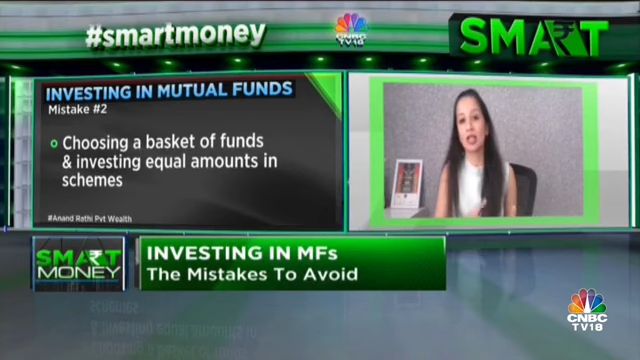 #smartmoney
CNBC
TV18
SMART
INVESTING IN MUTUAL FUNDS
Mistake #2
Choosing a basket of funds
& investing equal amounts in
schemes
#Anand Rathi Pvt Wealth
SMART
MONEY
INVESTING IN MFs
The Mistakes To Avoid
CNBC
TV18